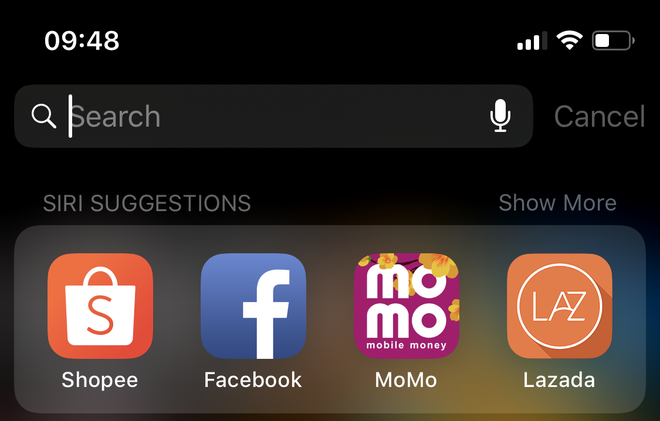 09:48
Search Cancel
SIRI SUGGESTIONS Show More
S f mo LAZ
mo
mobile money
Shopee Facebook MoMo Lazada